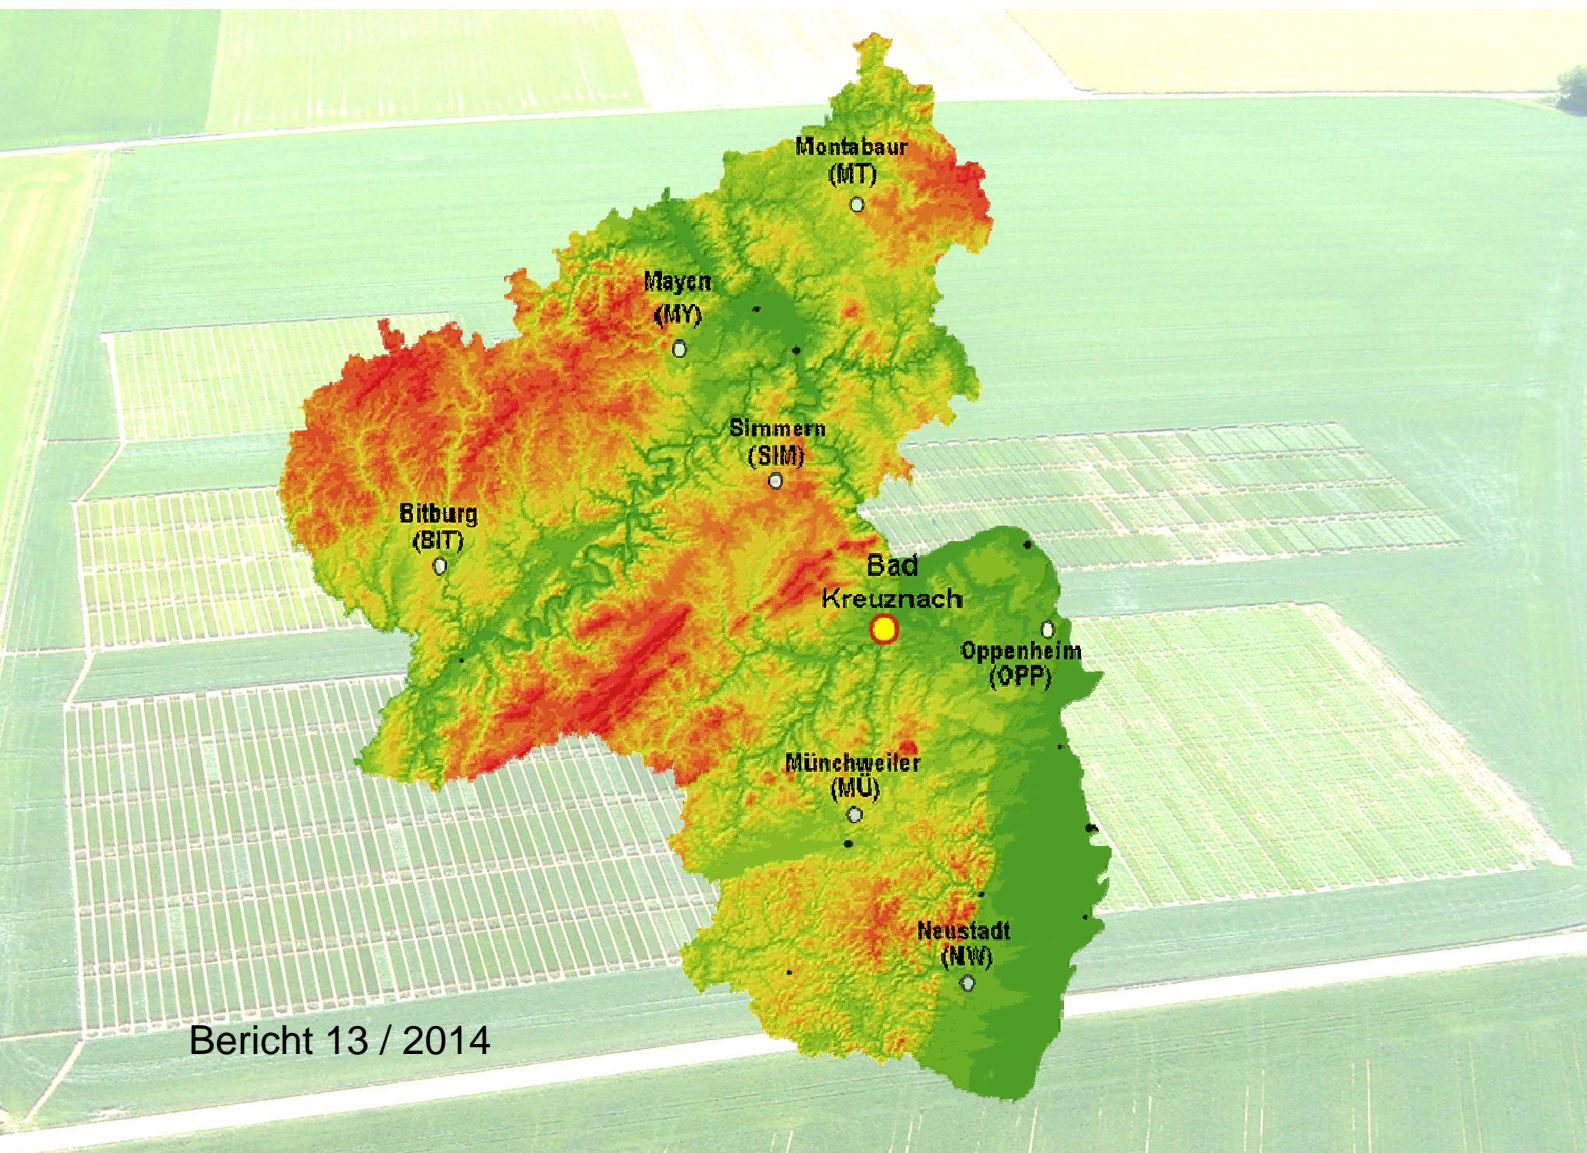 Montabaur
(MT)
Mayen
(MY)
Simmern
(SIM)
Bitburg
(BIT)
Bad
Kreuznach
Oppenheim
(OPP)
Münchweiler
(MÜ)
Neustadt
(NW)
Bericht 13 / 2014